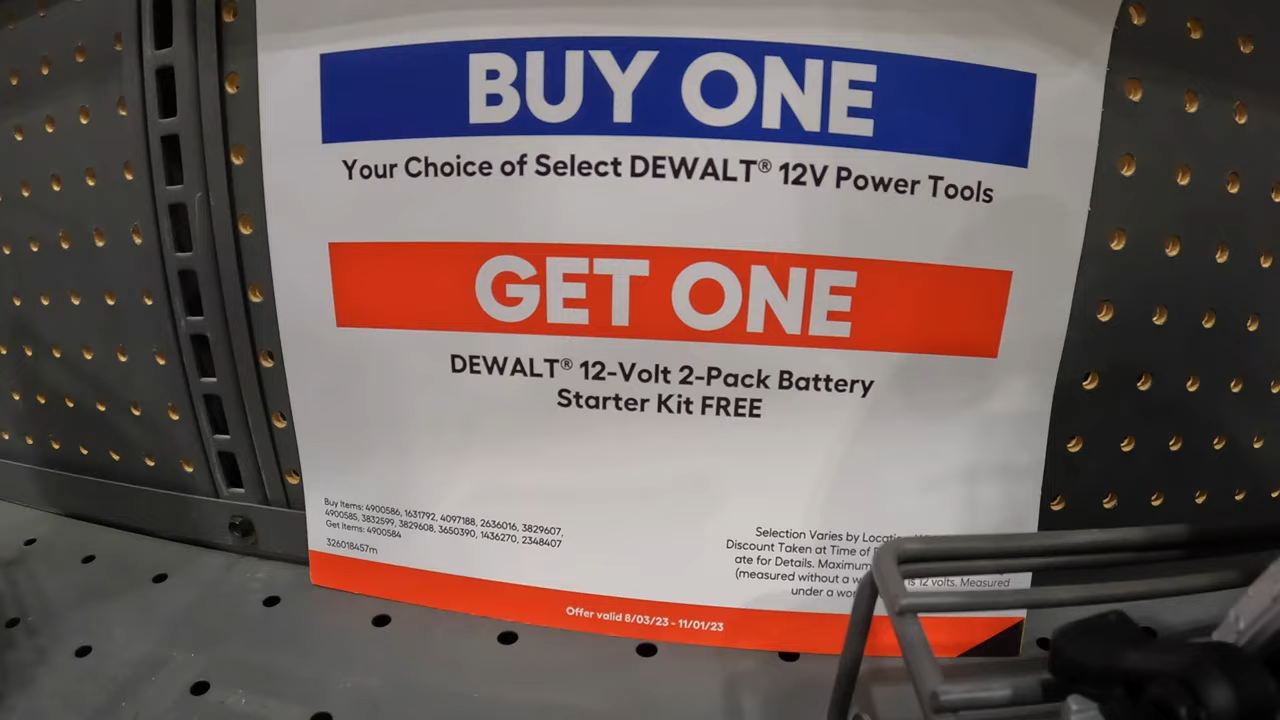 BUY ONE
Your Choice of Select DEWALT® 12V Power Tools
GET ONE
DEWALT® 12-Volt 2-Pack Battery
Starter Kit FREE
Buy Items: 4900586, 1631792, 4097188, 2636016, 3829607,
4900585, 3832599, 3829608, 3650390, 1436270, 2348407
Get Items: 4900584
326018457m
Selection Varies by
Discount Taken at Time of
ate for Details. Maximum
(measured without a is 12 volts. Measured
under a
Offer valid 8/03/23 - 11/01/23